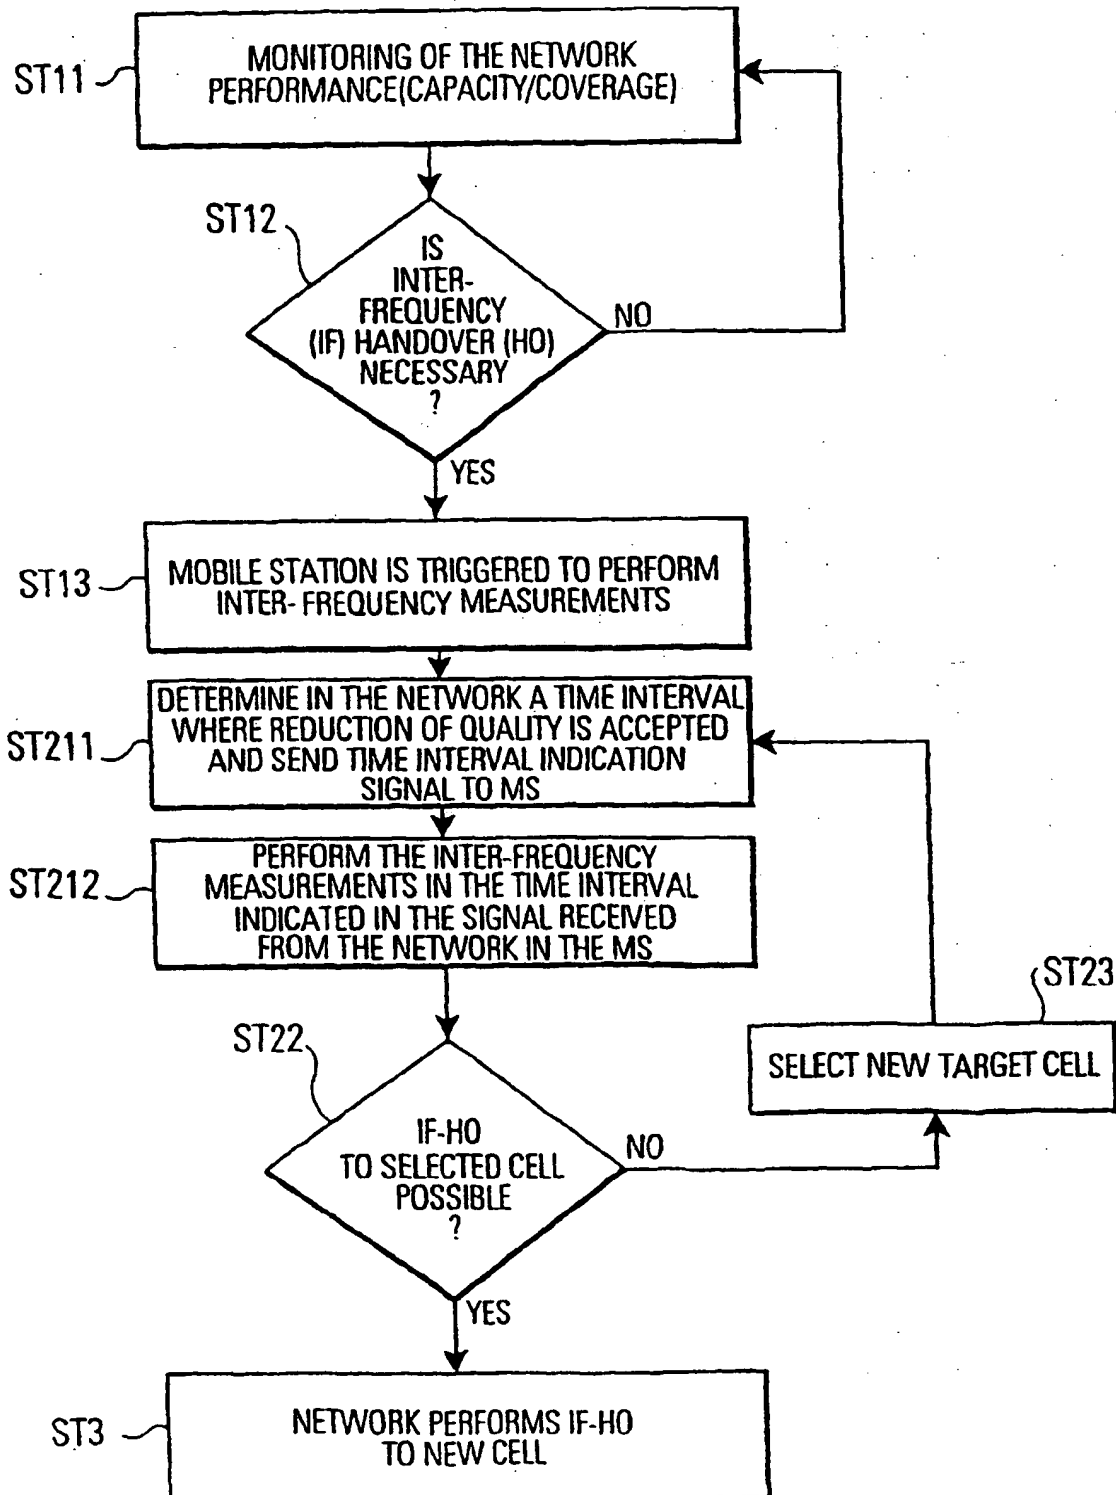 ST11
MONITORING OF THE NETWORK
PERFORMANCE(CAPACITY/COVERAGE)
ST12
IS
INTER-
FREQUENCY
(IF) HANDOVER (HO)
NECESSARY
?
NO
YES
ST13
MOBILE STATION IS TRIGGERED TO PERFORM
INTER- FREQUENCY MEASUREMENTS
ST211
DETERMINE IN THE NETWORK A TIME INTERVAL
WHERE REDUCTION OF QUALITY IS ACCEPTED
AND SEND TIME INTERVAL INDICATION
SIGNAL TO MS
ST212
PERFORM THE INTER-FREQUENCY
MEASUREMENTS IN THE TIME INTERVAL
INDICATED IN THE SIGNAL RECEIVED
FROM THE NETWORK IN THE MS
ST22
IF-HO
TO SELECTED CELL
POSSIBLE
?
NO
ST23
SELECT NEW TARGET CELL
YES
ST3
NETWORK PERFORMS IF-HO
TO NEW CELL